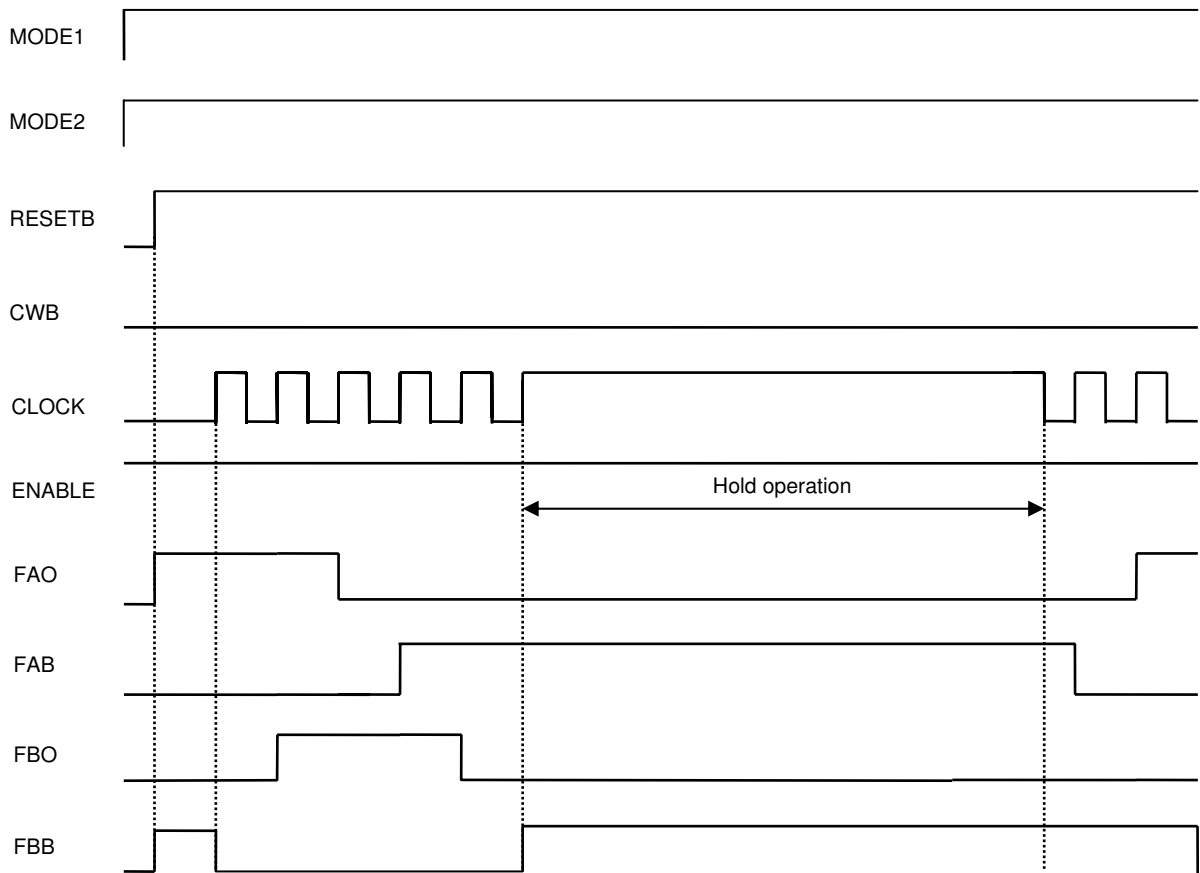 MODE1
MODE2
RESETB
CWB
CLOCK
ENABLE
Hold operation
FAO
FAB
FBO
FBB